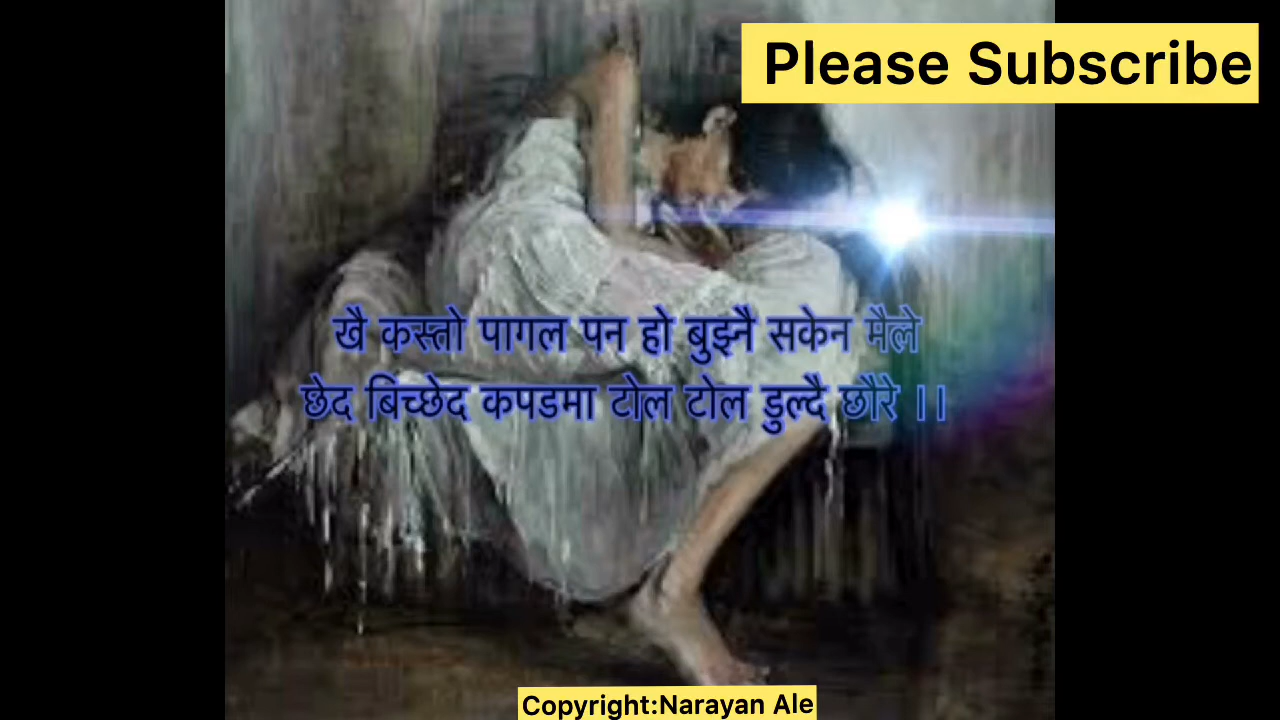 Please Subscribe
खै कस्तो पागल पन हो बुझ्नै सकेन मैले
छेद बिच्छेद कपडमा टोल टोल डुल्दै छौरे ।।
Copyright:Narayan Ale